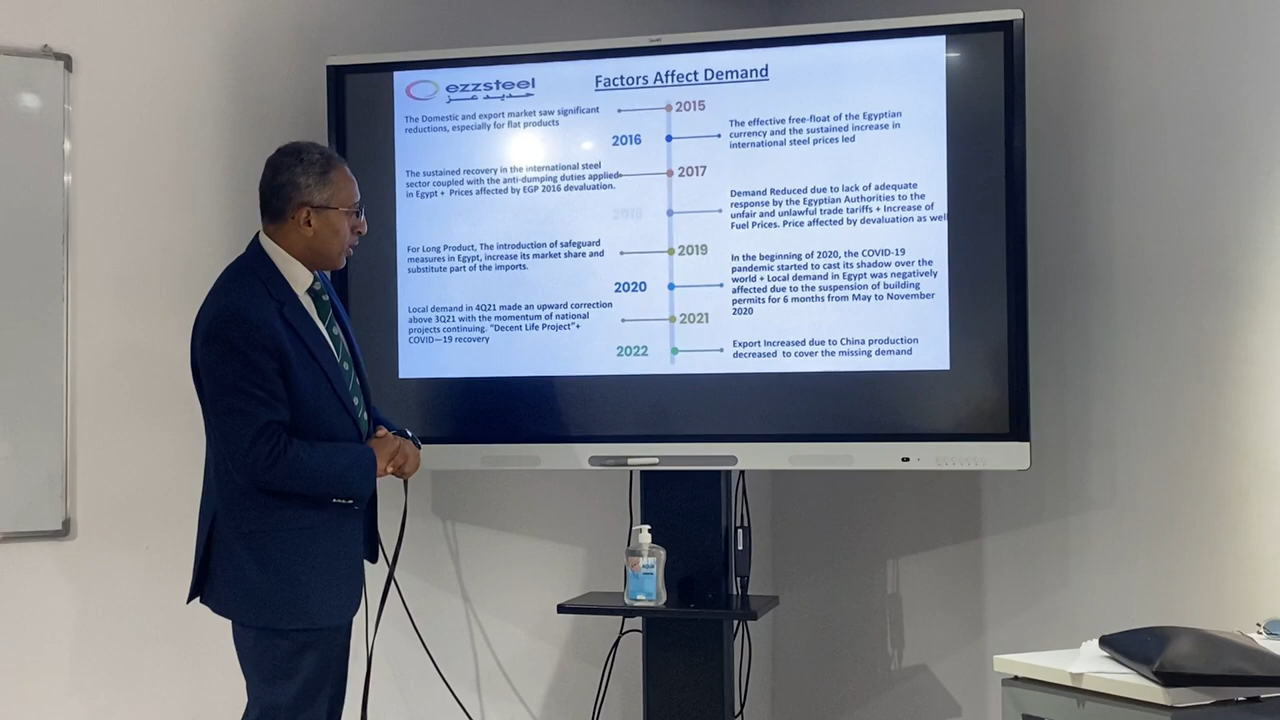 ezzsteel
حديد عز
Factors Affect Demand
2015
The Domestic and export market saw significant
reductions, especially for flat products
2016
The effective free-float of the Egyptian
currency and the sustained increase in
international steel prices led
2017
The sustained recovery in the international steel
sector coupled with the anti-dumping duties applied
in Egypt + Prices affected by EGP 2016 devaluation.
2018
Demand Reduced due to lack of adequate
response by the Egyptian Authorities to the
unfair and unlawful trade tariffs + Increase of
Fuel Prices. Price affected by devaluation as well
2019
For Long Product, The introduction of safeguard
measures in Egypt, increase its market share and
substitute part of the imports.
2020
In the beginning of 2020, the COVID-19
pandemic started to cast its shadow over the
world + Local demand in Egypt was negatively
affected due to the suspension of building
permits for 6 months from May to November
2020
2021
Local demand in 4Q21 made an upward correction
above 3Q21 with the momentum of national
projects continuing. “Decent Life Project”+
COVID—19 recovery
2022
Export Increased due to China production
decreased to cover the missing demand
AQUA